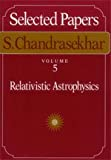 Selected Papers
S. Chandrasekhar
VOLUME
5
Relativistic Astrophysics